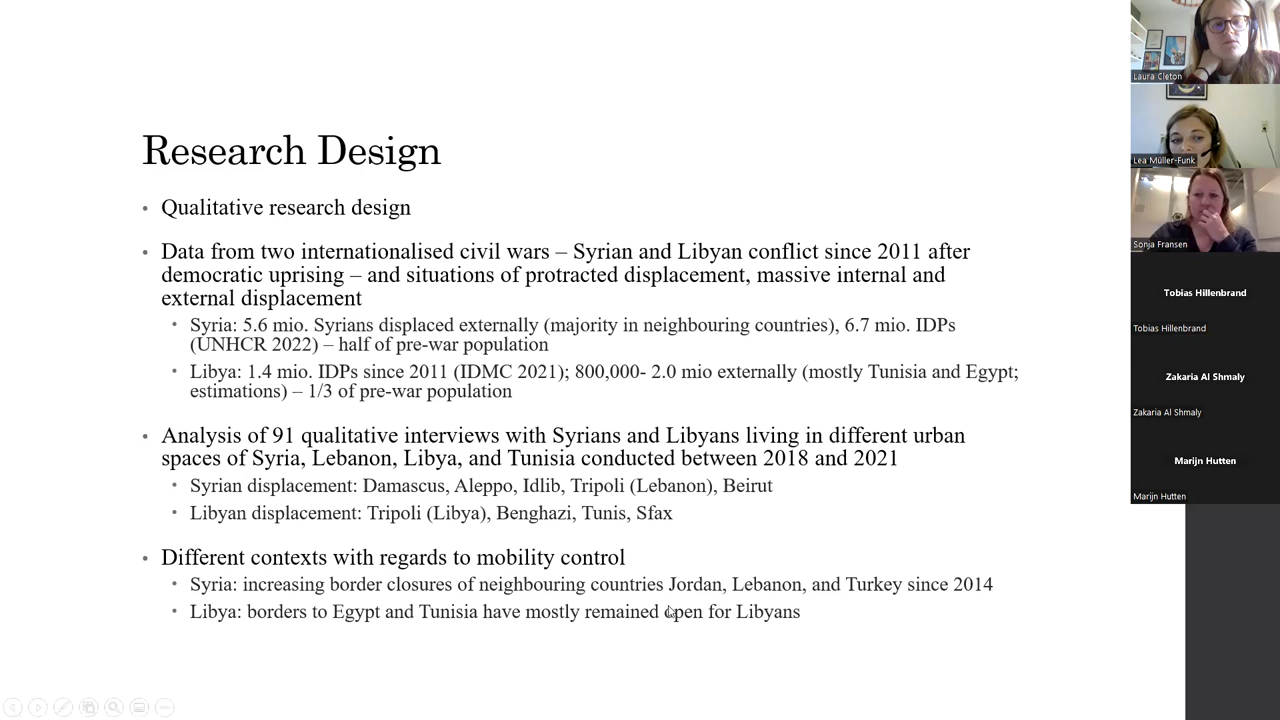 Research Design
Qualitative research design
Data from two internationalised civil wars – Syrian and Libyan conflict since 2011 after
democratic uprising – and situations of protracted displacement, massive internal and
external displacement
Syria: 5.6 mio. Syrians displaced externally (majority in neighbouring countries), 6.7 mio. IDPs
(UNHCR 2022) – half of pre-war population
Libya: 1.4 mio. IDPs since 2011 (IDMC 2021); 800,000- 2.0 mio externally (mostly Tunisia and Egypt;
estimations) – 1/3 of pre-war population
Analysis of 91 qualitative interviews with Syrians and Libyans living in different urban
spaces of Syria, Lebanon, Libya, and Tunisia conducted between 2018 and 2021
Syrian displacement: Damascus, Aleppo, Idlib, Tripoli (Lebanon), Beirut
Libyan displacement: Tripoli (Libya), Benghazi, Tunis, Sfax
Different contexts with regards to mobility control
Syria: increasing border closures of neighbouring countries Jordan, Lebanon, and Turkey since 2014
Libya: borders to Egypt and Tunisia have mostly remained open for Libyans
Laura Cleton
Lea Müller-Funk
Sonja Fransen
Tobias Hillenbrand
Tobias Hillenbrand
Zakaria Al Shmaly
Zakaria Al Shmaly
Marijn Hutten
Marijn Hutten